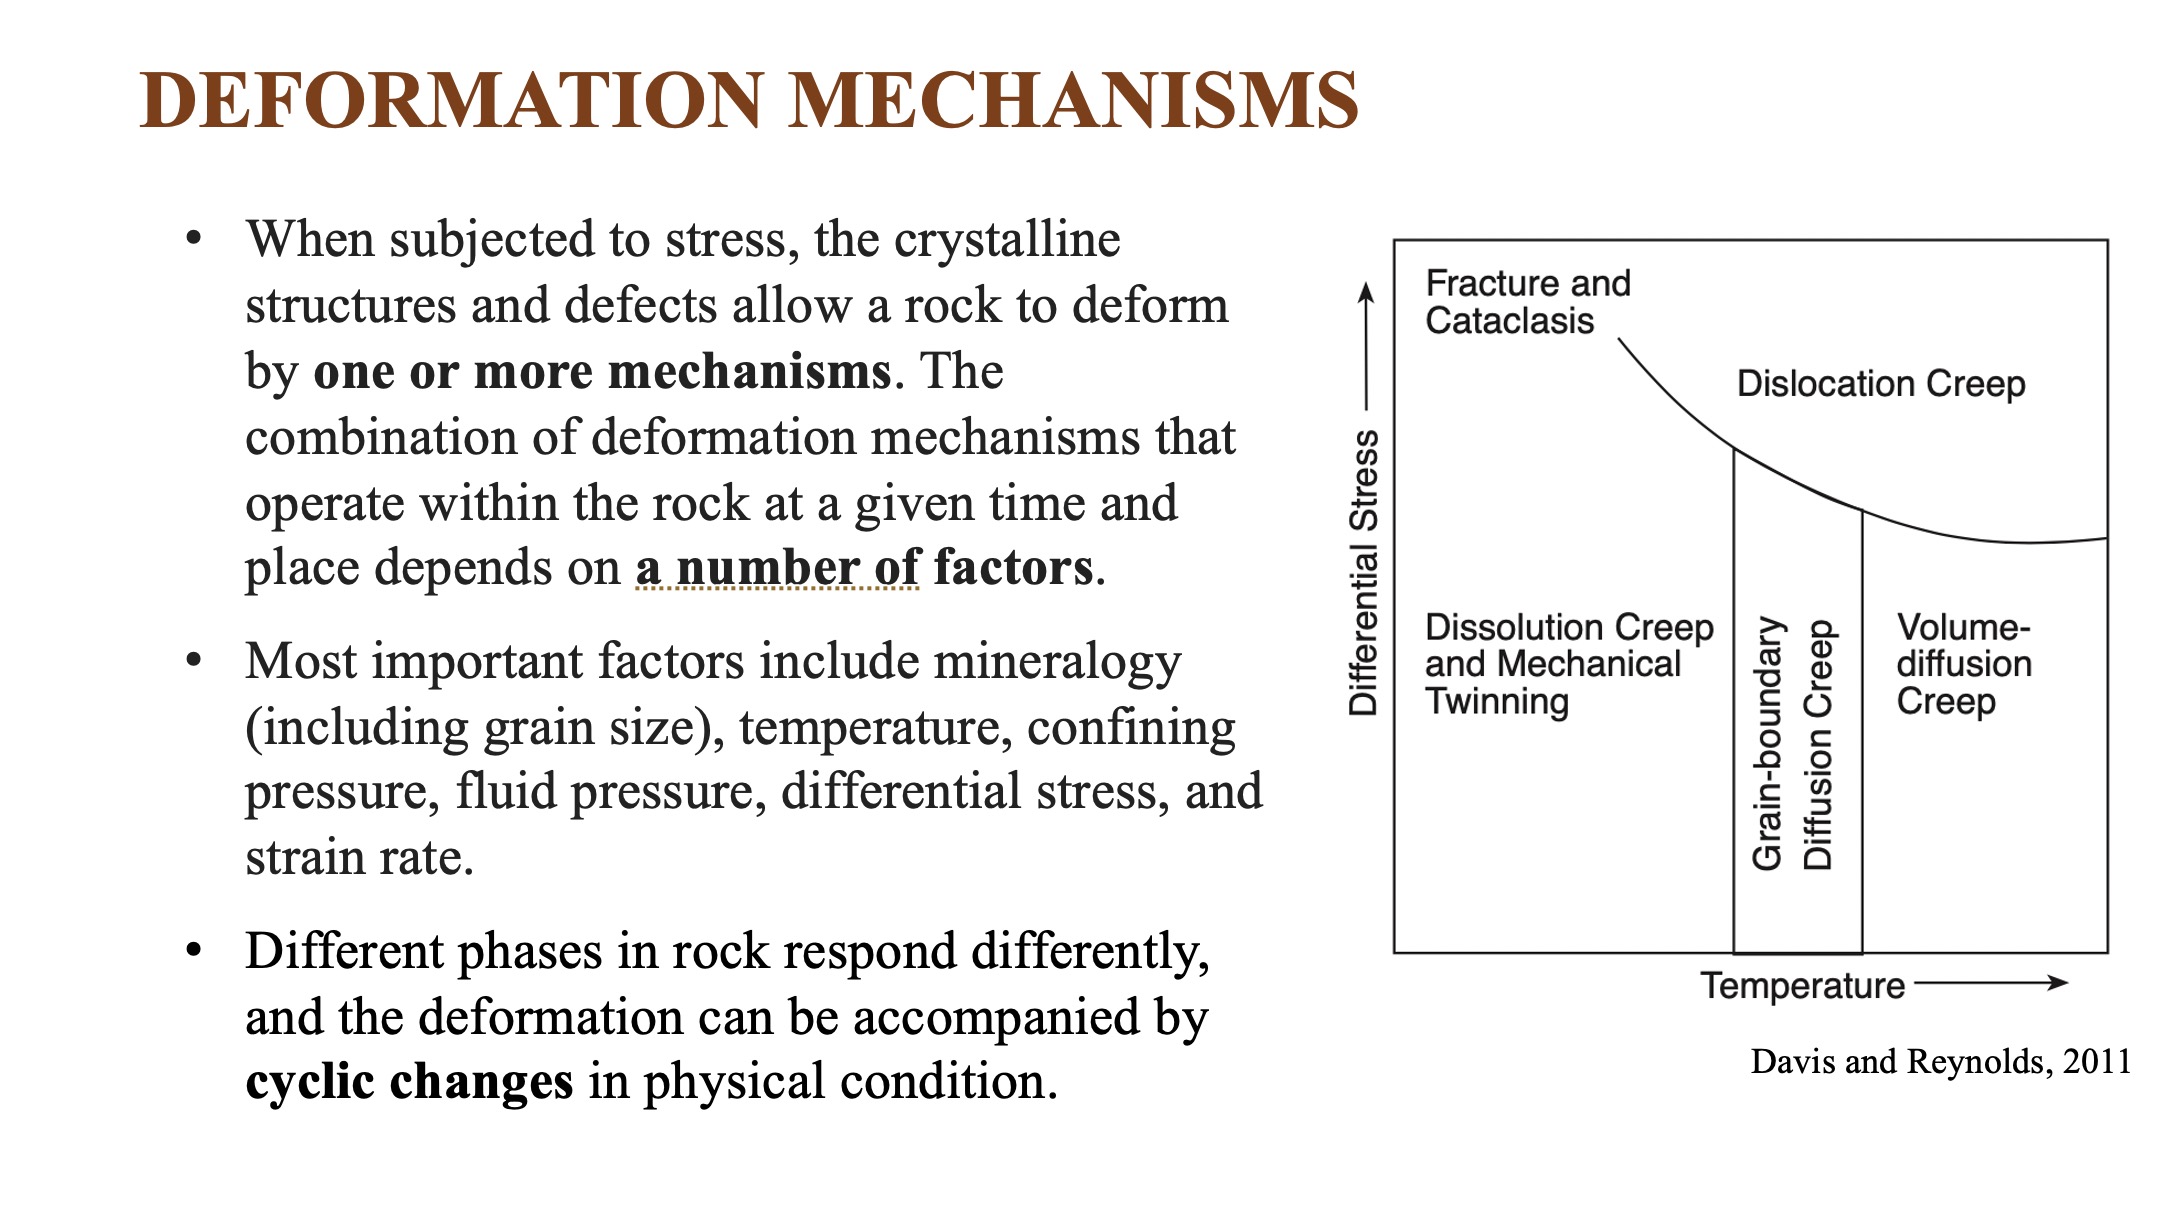 DEFORMATION MECHANISMS
• When subjected to stress, the crystalline
structures and defects allow a rock to deform
by one or more mechanisms. The
combination of deformation mechanisms that
operate within the rock at a given time and
place depends on a number of factors.
• Most important factors include mineralogy
(including grain size), temperature, confining
pressure, fluid pressure, differential stress, and
strain rate.
• Different phases in rock respond differently,
and the deformation can be accompanied by
cyclic changes in physical condition.
Differential Stress
Fracture and
Cataclasis
Dislocation Creep
Dissolution Creep
and Mechanical
Twinning
Grain-boundary
Diffusion Creep
Volume-
diffusion
Creep
Temperature
Davis and Reynolds, 2011